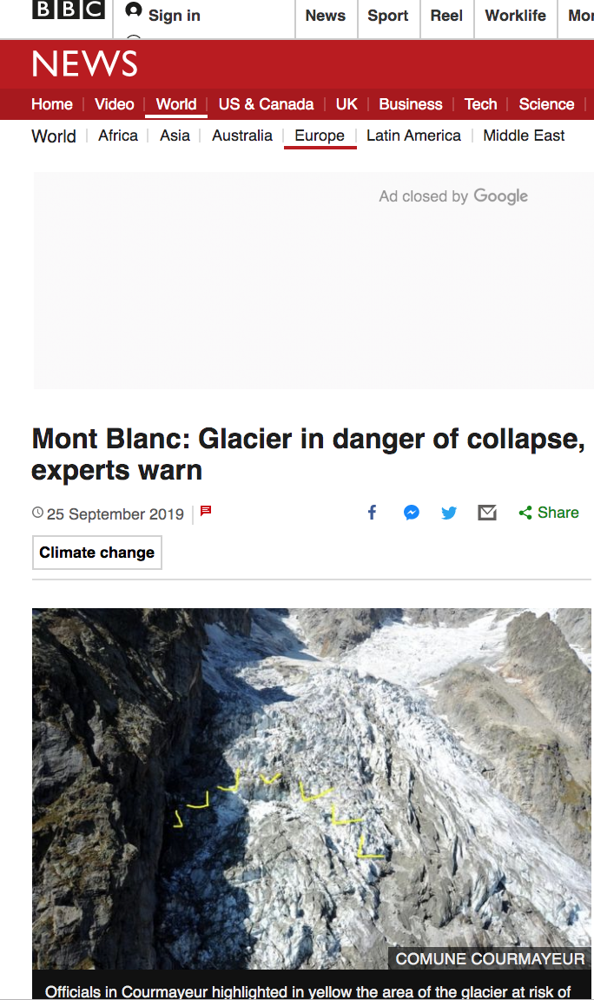 BBC
Sign in
News
Sport
Reel
Worklife
NEWS
Home
Video
World
US & Canada
UK
Business
Tech
Science
World
Africa
Asia
Australia
Europe
Latin America
Middle East
Ad closed by Google
Mont Blanc: Glacier in danger of collapse,
experts warn
25 September 2019
Share
Climate change
COMUNE COURMAYEUR
Officials in Courmayeur highlighted in yellow the area of the glacier at risk of